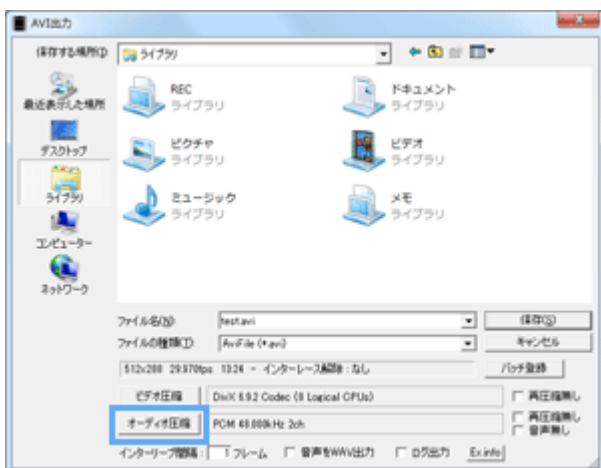 AVI出力
保存する場所(I):
ライブラリ
最近表示した場所
デスクトップ
ライブラリ
コンピューター
ネットワーク
REC
ライブラリ
ドキュメント
ライブラリ
ピクチャ
ライブラリ
ビデオ
ライブラリ
ミュージック
ライブラリ
メモ
ライブラリ
ファイル名(N):
test.avi
保存(S)
ファイルの種類(T):
AviFile (*.avi)
キャンセル
512x288 29.970fps 1324 - インターレース解除 : なし
バッチ登録
ビデオ圧縮
DivX 6.9.2 Codec (8 Logical CPUs)
再圧縮無し
オーディオ圧縮
PCM 48.000kHz 2ch
再圧縮無し
音声無し
インターリーブ間隔 : 1 フレーム
音声をWAV出力
ログ出力
Ex.info